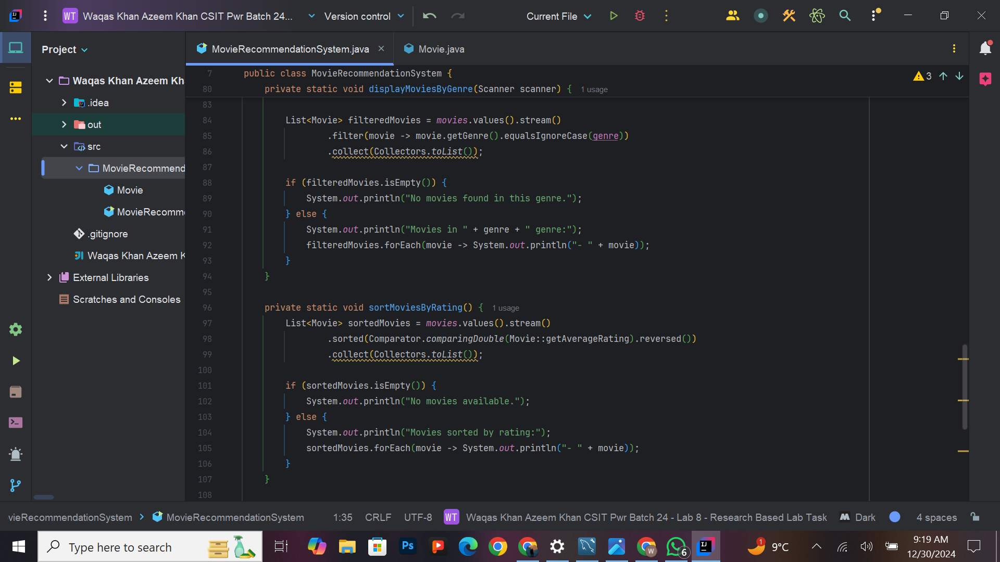 WT Waqas Khan Azeem Khan CSIT Pwr Batch 24... Version control Current File
Project
Waqas Khan Azeem Kh
.idea
out
src
MovieRecommend
Movie
MovieRecomm
.gitignore
Waqas Khan Azeem K
External Libraries
Scratches and Consoles
MovieRecommendationSystem.java Movie.java
3
7 public class MovieRecommendationSystem {
80 private static void displayMoviesByGenre(Scanner scanner) { 1 usage
83
84 List<Movie> filteredMovies = movies.values().stream()
85 .filter(movie -> movie.getGenre().equalsIgnoreCase(genre))
86 .collect(Collectors.toList());
87
88 if (filteredMovies.isEmpty()) {
89 System.out.println("No movies found in this genre.");
90 } else {
91 System.out.println("Movies in " + genre + " genre:");
92 filteredMovies.forEach(movie -> System.out.println("- " + movie));
93 }
94 }
95
96 private static void sortMoviesByRating() { 1 usage
97 List<Movie> sortedMovies = movies.values().stream()
98 .sorted(Comparator.comparingDouble(Movie::getAverageRating).reversed())
99 .collect(Collectors.toList());
100
101 if (sortedMovies.isEmpty()) {
102 System.out.println("No movies available.");
103 } else {
104 System.out.println("Movies sorted by rating:");
105 sortedMovies.forEach(movie -> System.out.println("- " + movie));
106 }
107 }
108
vieRecommendationSystem > MovieRecommendationSystem 1:35 CRLF UTF-8 WT Waqas Khan Azeem Khan CSIT Pwr Batch 24 - Lab 8 - Research Based Lab Task Dark 4 spaces
Type here to search Ps W 6 IJ 1 9°C 9:19 AM
12/30/2024